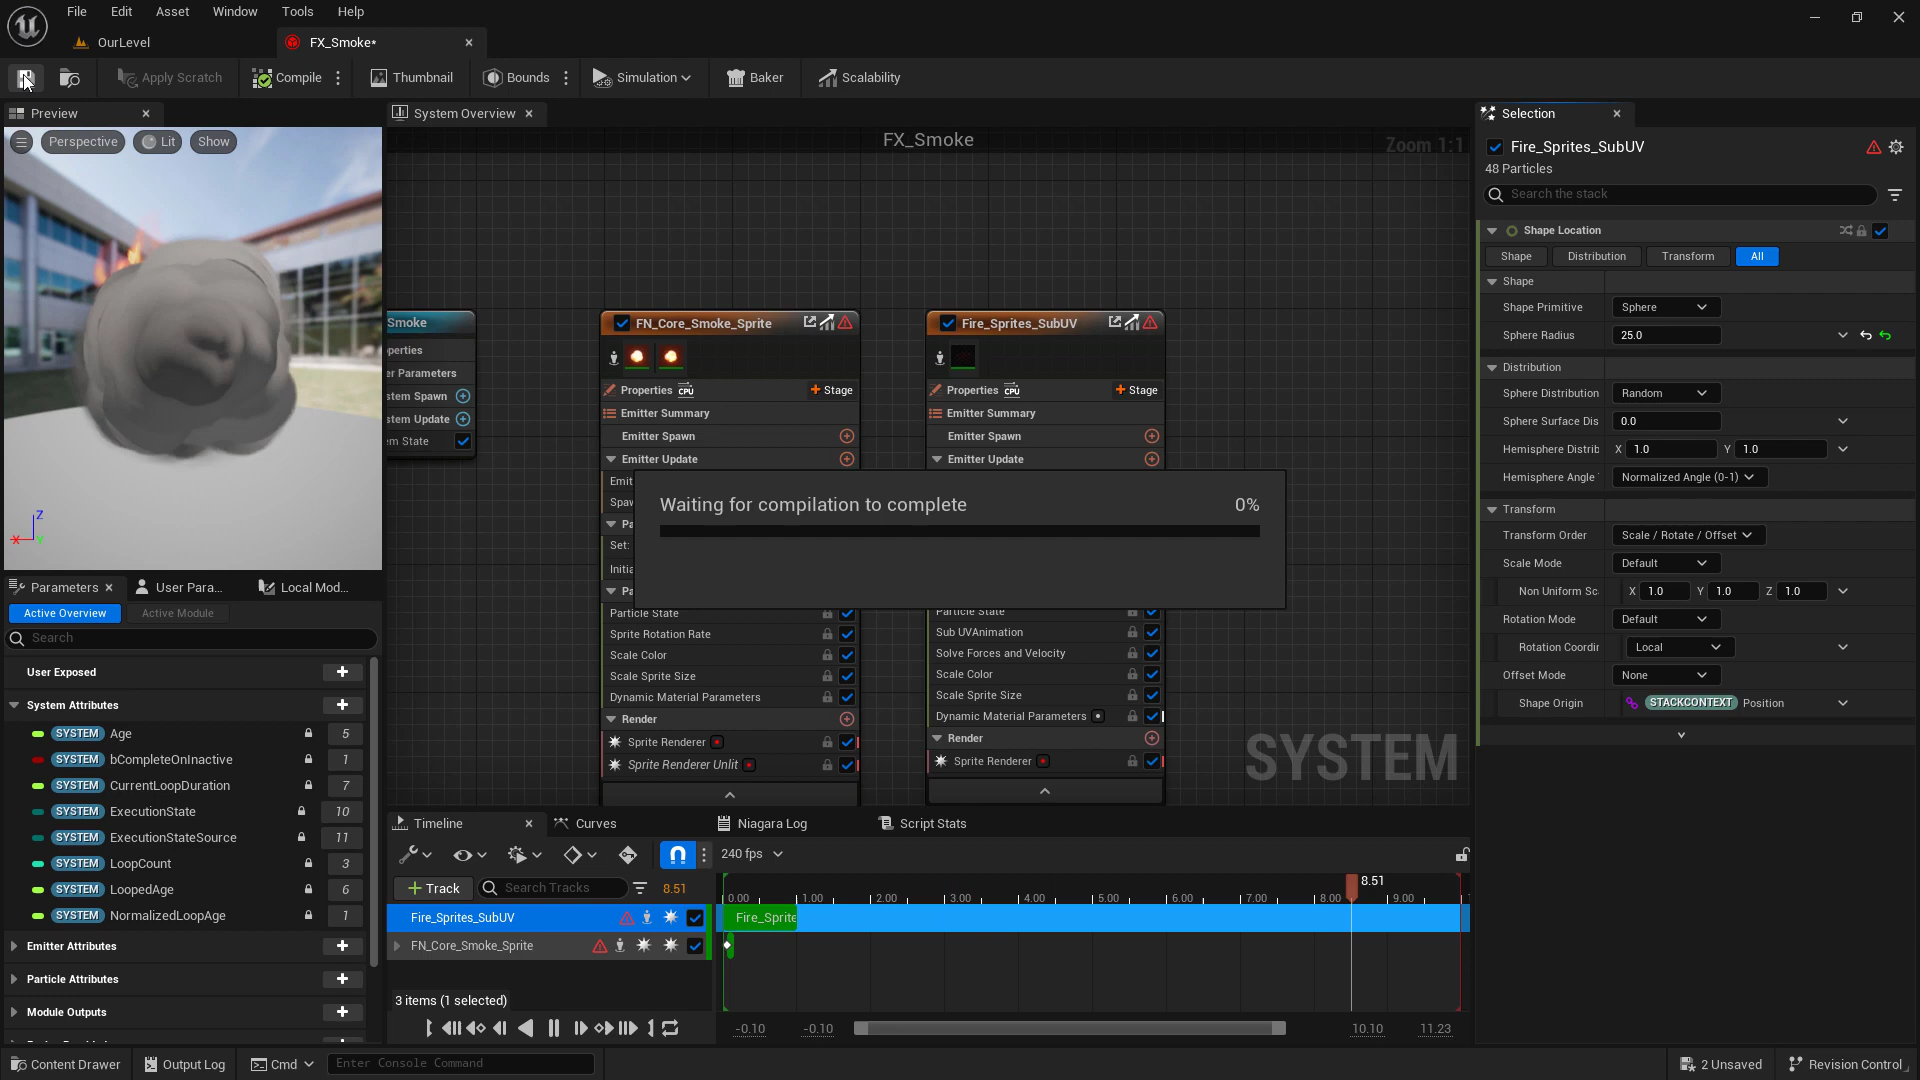 File Edit Asset Window Tools Help
OurLevel
FX_Smoke*
Apply Scratch
Compile
Thumbnail
Bounds
Simulation
Baker
Scalability
Preview
Perspective
Lit
Show
Z
X
Y
System Overview
FX_Smoke
Zoom 1:1
Smoke
perties
er Parameters
stem Spawn
stem Update
em State
FN_Core_Smoke_Sprite
Properties CPU
Stage
Emitter Summary
Emitter Spawn
Emitter Update
Emit
Spaw
Pa
Set:
Initia
Pa
Particle State
Sprite Rotation Rate
Scale Color
Scale Sprite Size
Dynamic Material Parameters
Render
Sprite Renderer
Sprite Renderer Unlit
Fire_Sprites_SubUV
Properties CPU
Stage
Emitter Summary
Emitter Spawn
Emitter Update
Particle State
Sub UVAnimation
Solve Forces and Velocity
Scale Color
Scale Sprite Size
Dynamic Material Parameters
Render
Sprite Renderer
SYSTEM
Waiting for compilation to complete 0%
Selection
Fire_Sprites_SubUV
48 Particles
Search the stack
Shape Location
Shape Distribution Transform All
Shape
Shape Primitive Sphere
Sphere Radius 25.0
Distribution
Sphere Distribution Random
Sphere Surface Dis 0.0
Hemisphere Distrib X 1.0 Y 1.0
Hemisphere Angle Normalized Angle (0-1)
Transform
Transform Order Scale / Rotate / Offset
Scale Mode Default
Non Uniform Sc X 1.0 Y 1.0 Z 1.0
Rotation Mode Default
Rotation Coordir Local
Offset Mode None
Shape Origin STACKCONTEXT Position
Parameters
User Para...
Local Mod...
Active Overview
Active Module
Search
User Exposed
System Attributes
SYSTEM Age 5
SYSTEM bCompleteOnInactive 1
SYSTEM CurrentLoopDuration 7
SYSTEM ExecutionState 10
SYSTEM ExecutionStateSource 11
SYSTEM LoopCount 3
SYSTEM LoopedAge 6
SYSTEM NormalizedLoopAge 1
Emitter Attributes
Particle Attributes
Module Outputs
Timeline
Curves
Niagara Log
Script Stats
240 fps
Track
Search Tracks
8.51
8.51
0.00 1.00 2.00 3.00 4.00 5.00 6.00 7.00 8.00 9.00
Fire_Sprites_SubUV
Fire_Sprite
FN_Core_Smoke_Sprite
3 items (1 selected)
-0.10 -0.10 10.10 11.23
Content Drawer
Output Log
Cmd
Enter Console Command
2 Unsaved
Revision Control